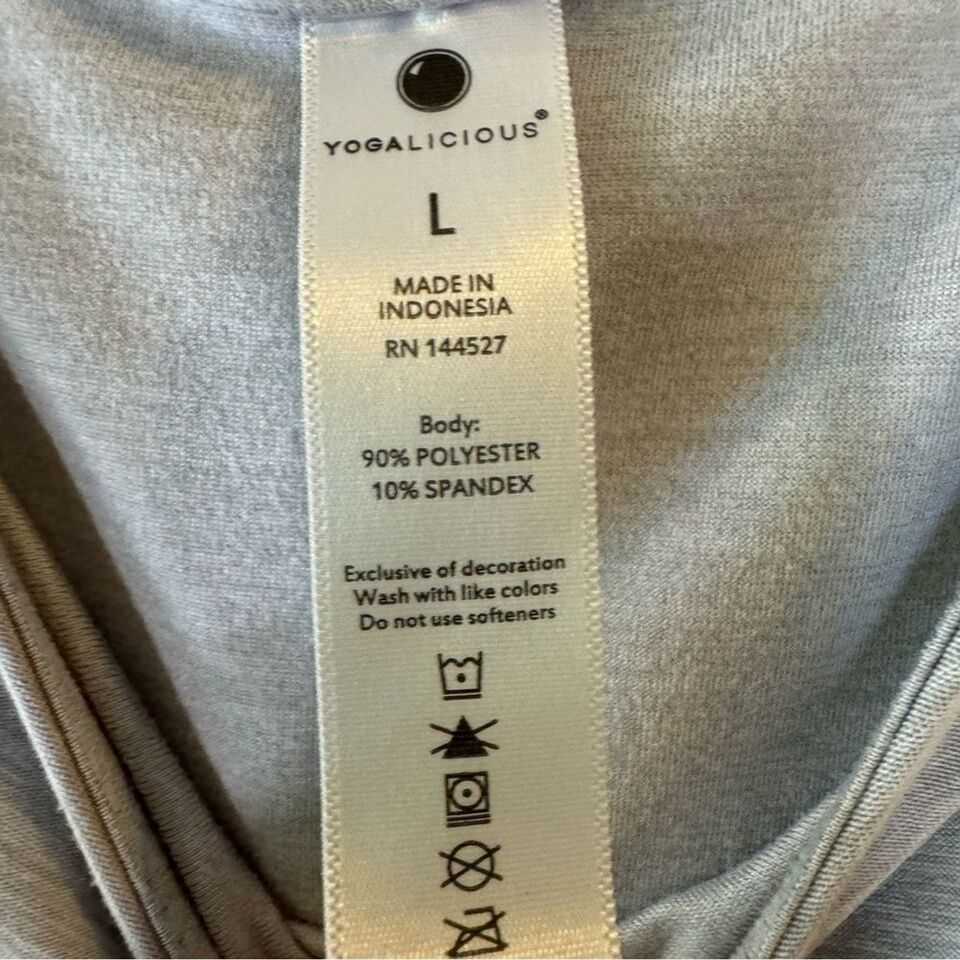 YOGALICIOUS®
L
MADE IN
INDONESIA
RN 144527
Body:
90% POLYESTER
10% SPANDEX
Exclusive of decoration
Wash with like colors
Do not use softeners